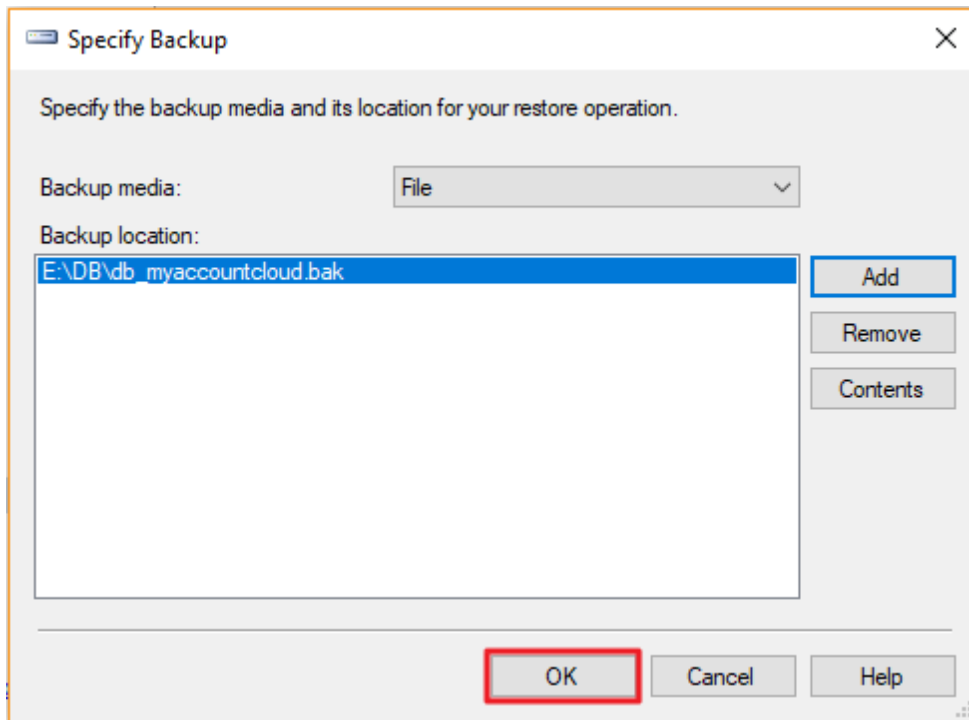 Specify Backup
Specify the backup media and its location for your restore operation.
Backup media:
File
Backup location:
E:\DB\db_myaccountcloud.bak
Add
Remove
Contents
OK
Cancel
Help